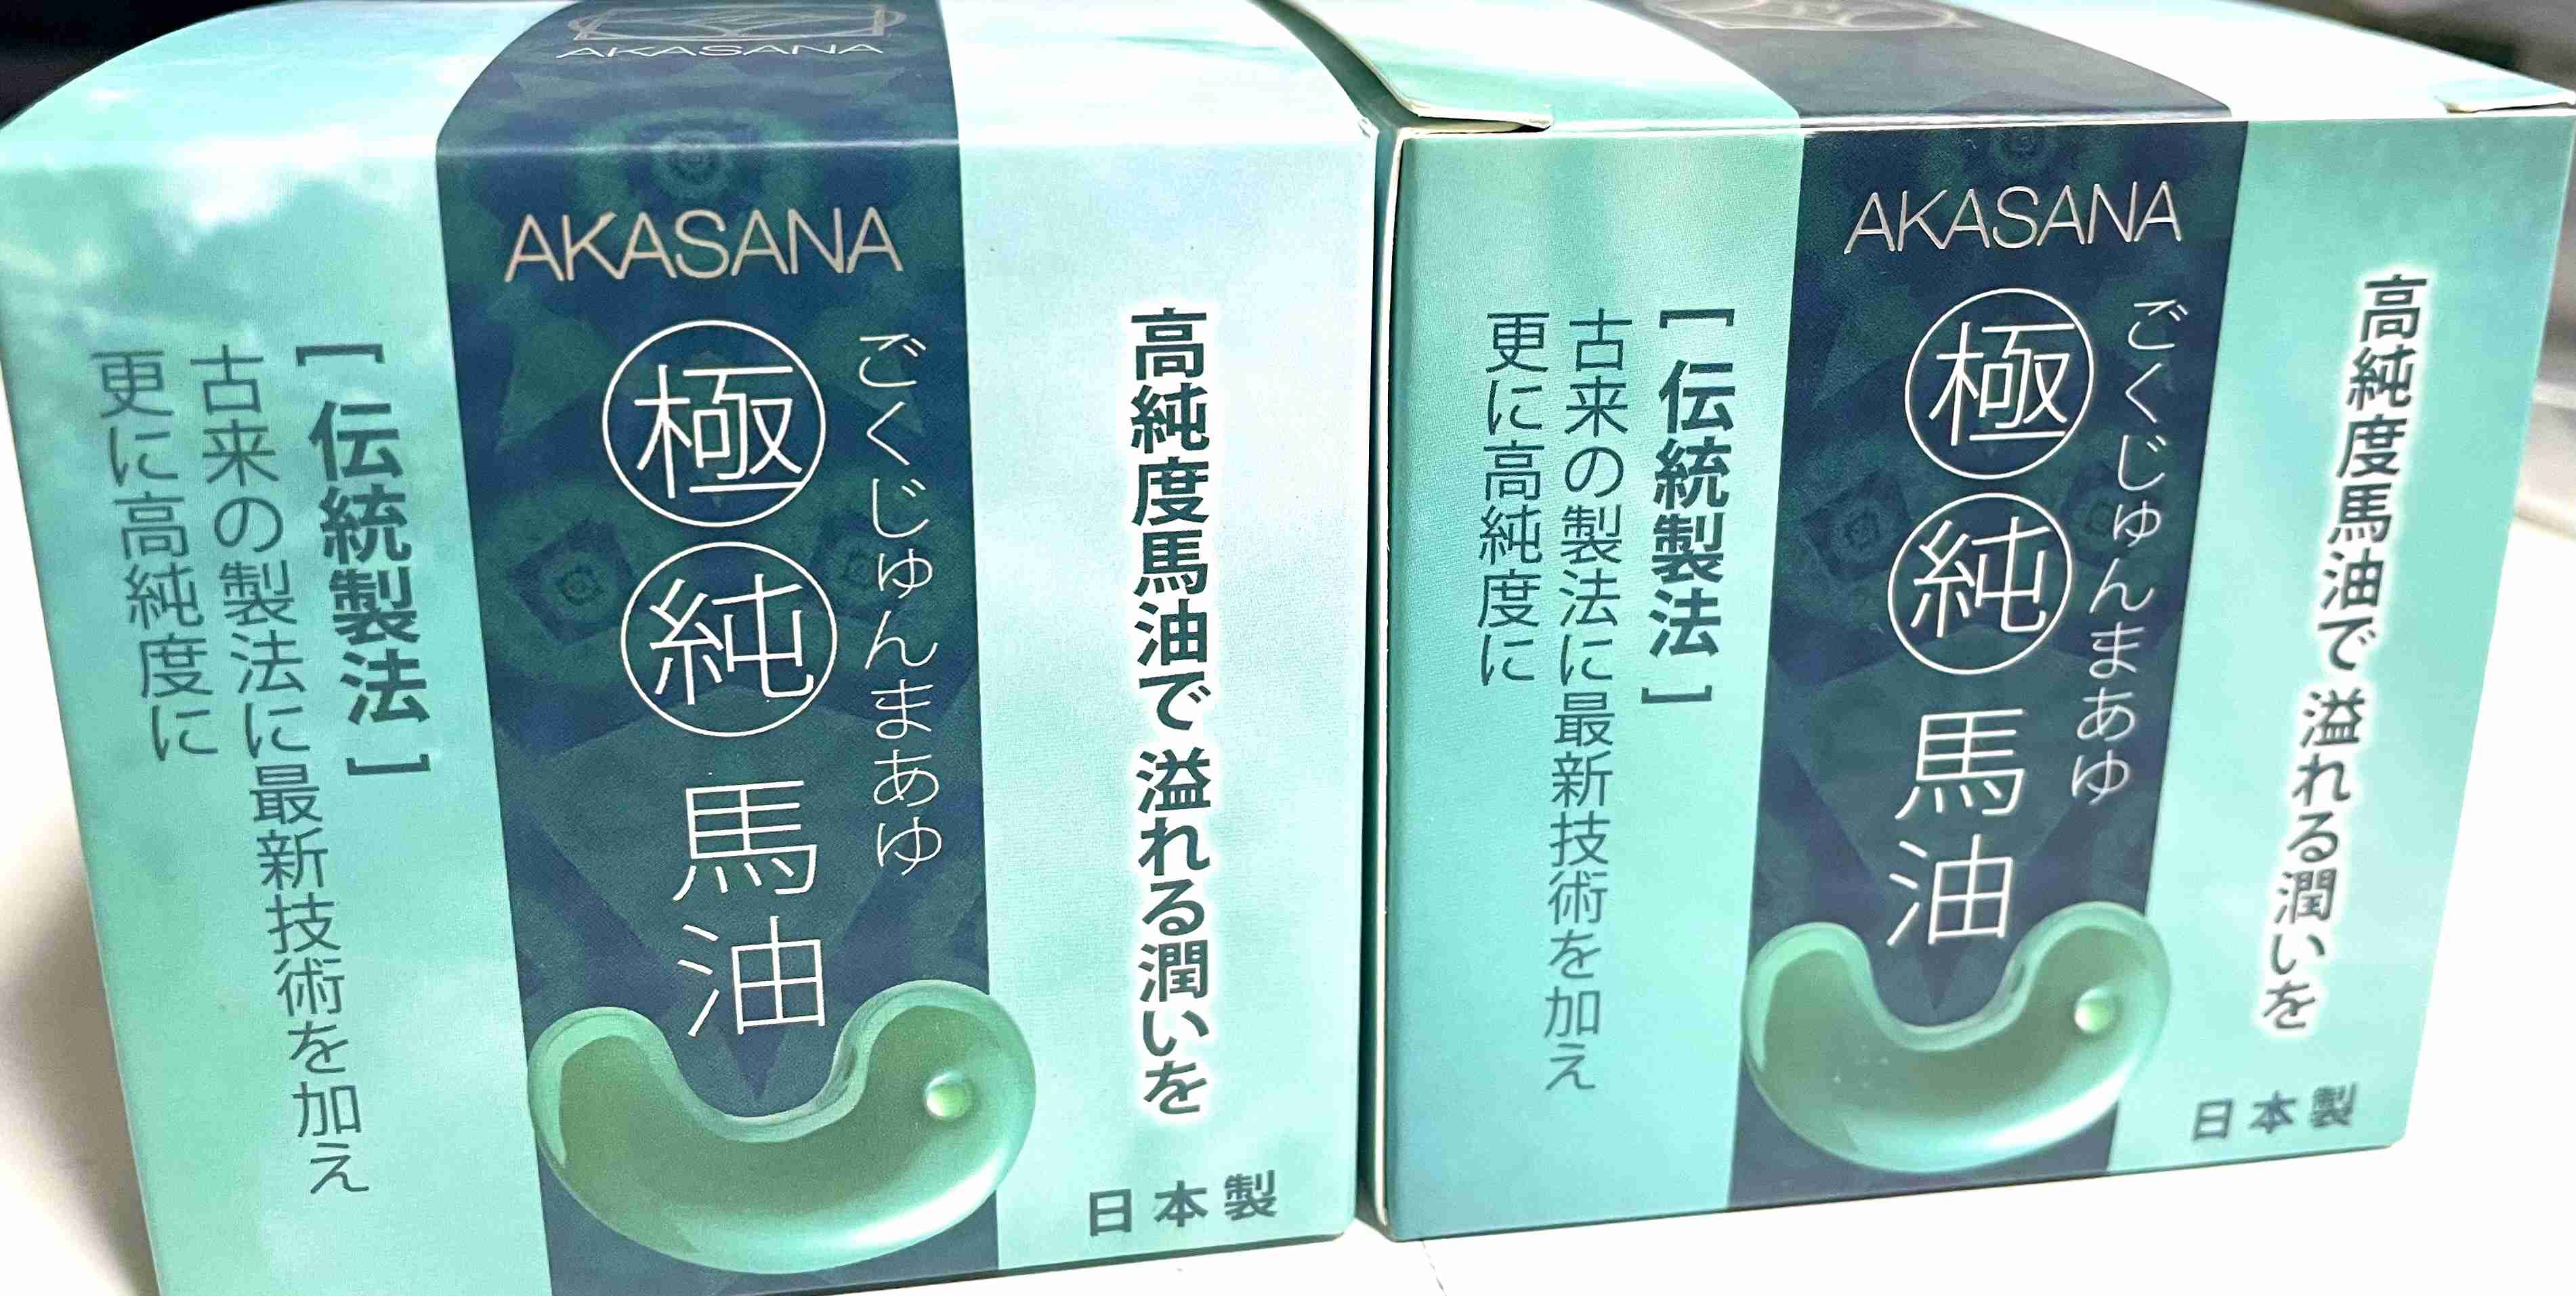 AKASANA
AKASANA
高純度馬油で 溢れる潤いを
ごくじゅんまあゆ
極純馬油
[伝統製法]
古来の製法に最新技術を加え
更に高純度に
日本製
AKASANA
高純度馬油で 溢れる潤いを
ごくじゅんまあゆ
極純馬油
[伝統製法]
古来の製法に最新技術を加え
更に高純度に
日本製